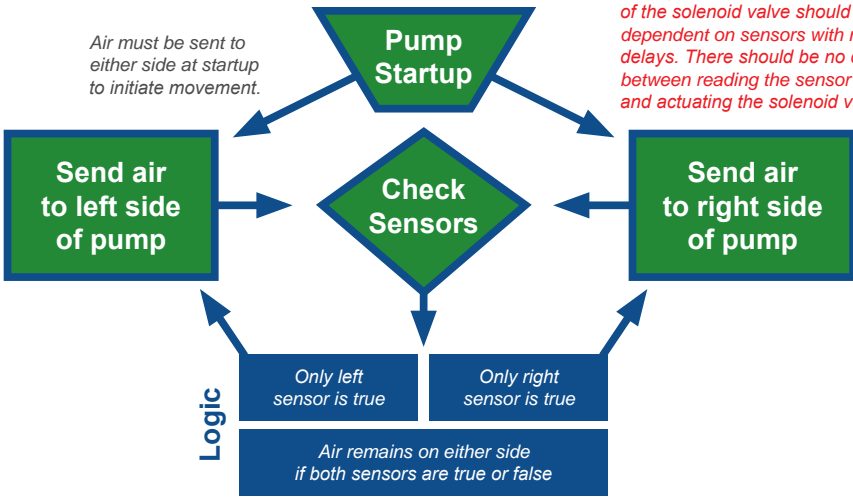 Air must be sent to
either side at startup
to initiate movement.
Pump
Startup
of the solenoid valve should
dependent on sensors with
delays. There should be no
between reading the sensor
and actuating the solenoid
Send air
to left side
of pump
Check
Sensors
Send air
to right side
of pump
Logic
Only left
sensor is true
Only right
sensor is true
Air remains on either side
if both sensors are true or false